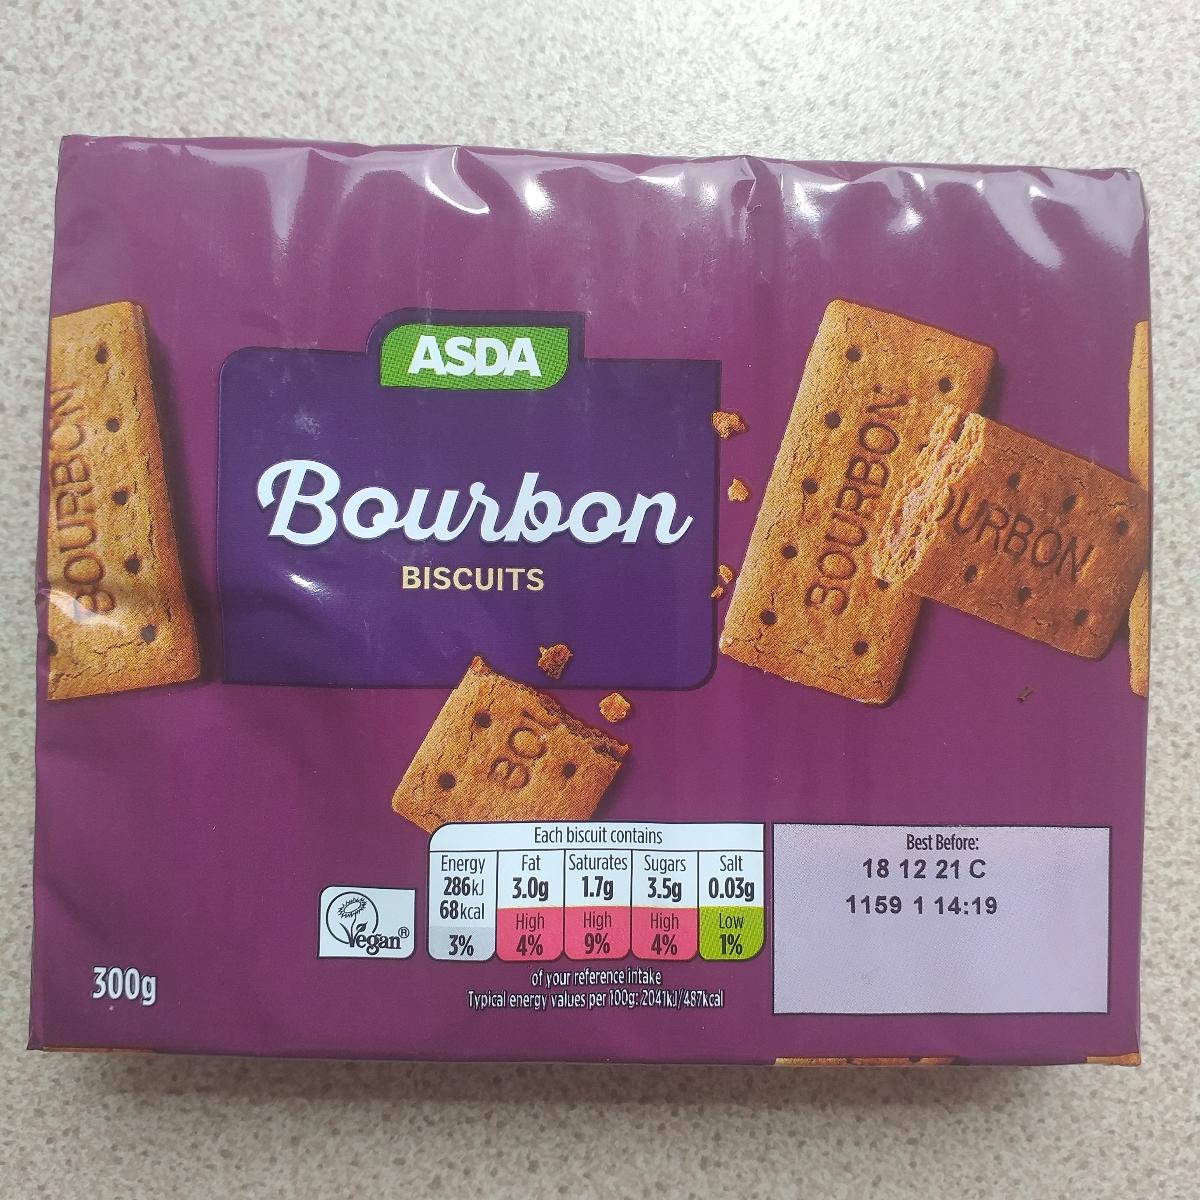 ASDA
Bourbon
BISCUITS
BOURBON
BOURBON
OURBON
BOU
Each biscuit contains
Energy 286kJ 68kcal 3%
Fat 3.0g High 4%
Saturates 1.7g High 9%
Sugars 3.5g High 4%
Salt 0.03g Low 1%
of your reference intake
Typical energy values per 100g: 2041kJ/487kcal
Vegan®
300g
Best Before:
18 12 21 C
1159 1 14:19